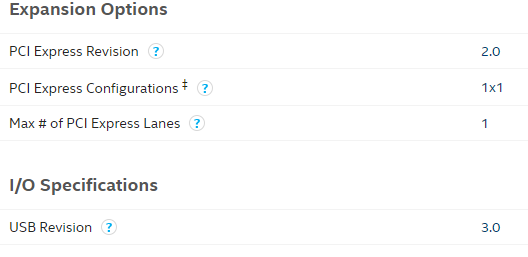 Expansion Options
PCI Express Revision ? 2.0
PCI Express Configurations ‡ ? 1x1
Max # of PCI Express Lanes ? 1
I/O Specifications
USB Revision ? 3.0